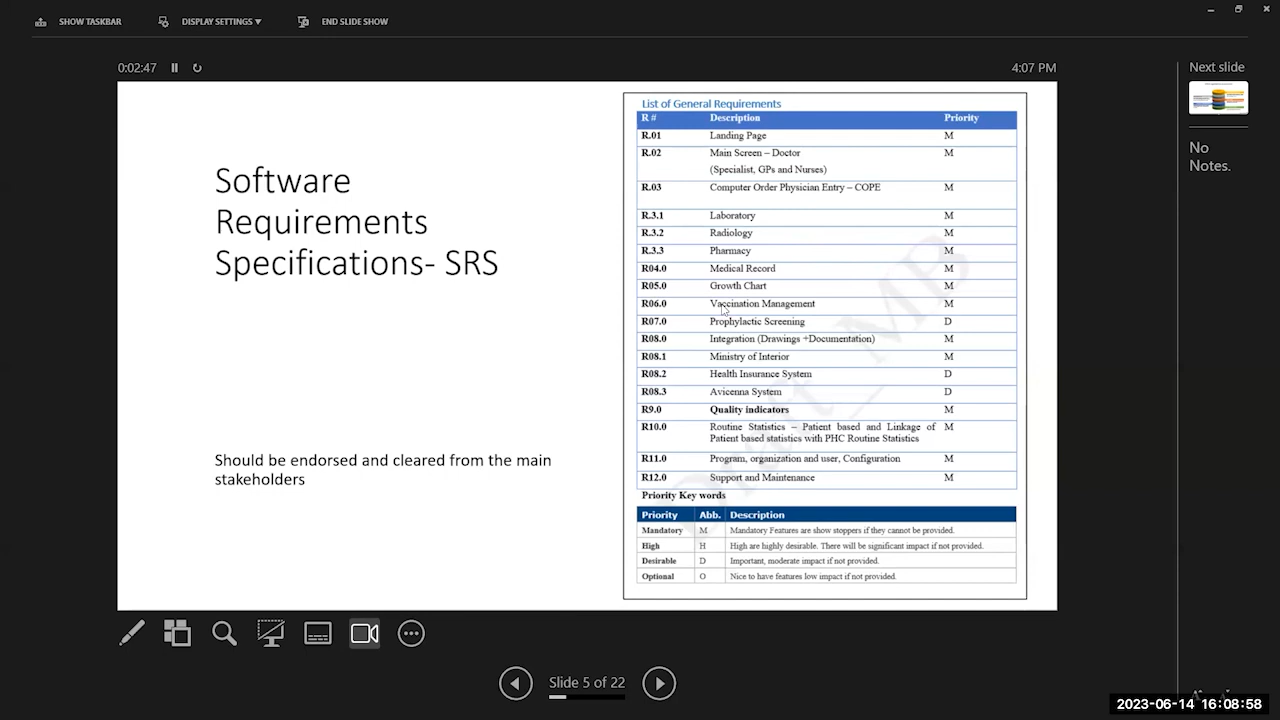 SHOW TASKBAR DISPLAY SETTINGS ▼ END SLIDE SHOW
0:02:47 4:07 PM
Next slide
No
Notes.
Software
Requirements
Specifications- SRS
Should be endorsed and cleared from the main
stakeholders
List of General Requirements
R # Description Priority
R.01 Landing Page M
R.02 Main Screen – Doctor M
(Specialist, GPs and Nurses)
R.03 Computer Order Physician Entry – COPE M
R.3.1 Laboratory M
R.3.2 Radiology M
R.3.3 Pharmacy M
R04.0 Medical Record M
R05.0 Growth Chart M
R06.0 Vaccination Management M
R07.0 Prophylactic Screening D
R08.0 Integration (Drawings +Documentation) M
R08.1 Ministry of Interior M
R08.2 Health Insurance System D
R08.3 Avicenna System D
R9.0 Quality indicators M
R10.0 Routine Statistics – Patient based and Linkage of M
Patient based statistics with PHC Routine Statistics
R11.0 Program, organization and user, Configuration M
R12.0 Support and Maintenance M
Priority Key words
Priority Abb. Description
Mandatory M Mandatory Features are show stoppers if they cannot be provided.
High H High are highly desirable. There will be significant impact if not provided.
Desirable D Important, moderate impact if not provided.
Optional O Nice to have features low impact if not provided.
Draft__MB
Slide 5 of 22
2023-06-14 16:08:58